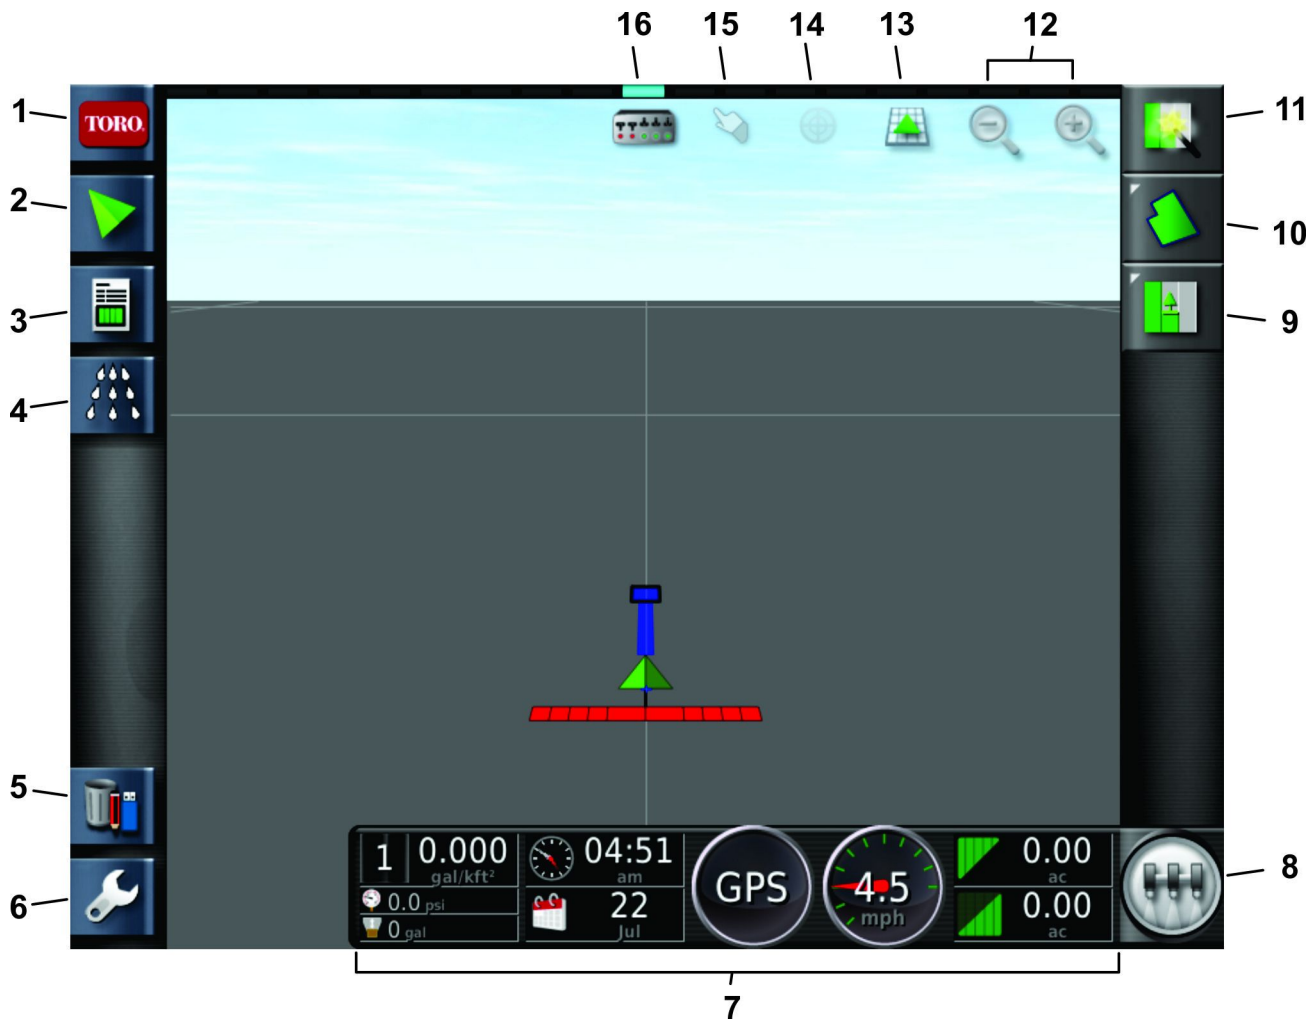 16 15 14 13 12
1 TORO. 11
2 10
3 9
4
5
6
1 0.000
gal/kft²
0.0 psi
0 gal
04:51
am
22
Jul
GPS
4.5
mph
0.00
ac
0.00
ac
8
7